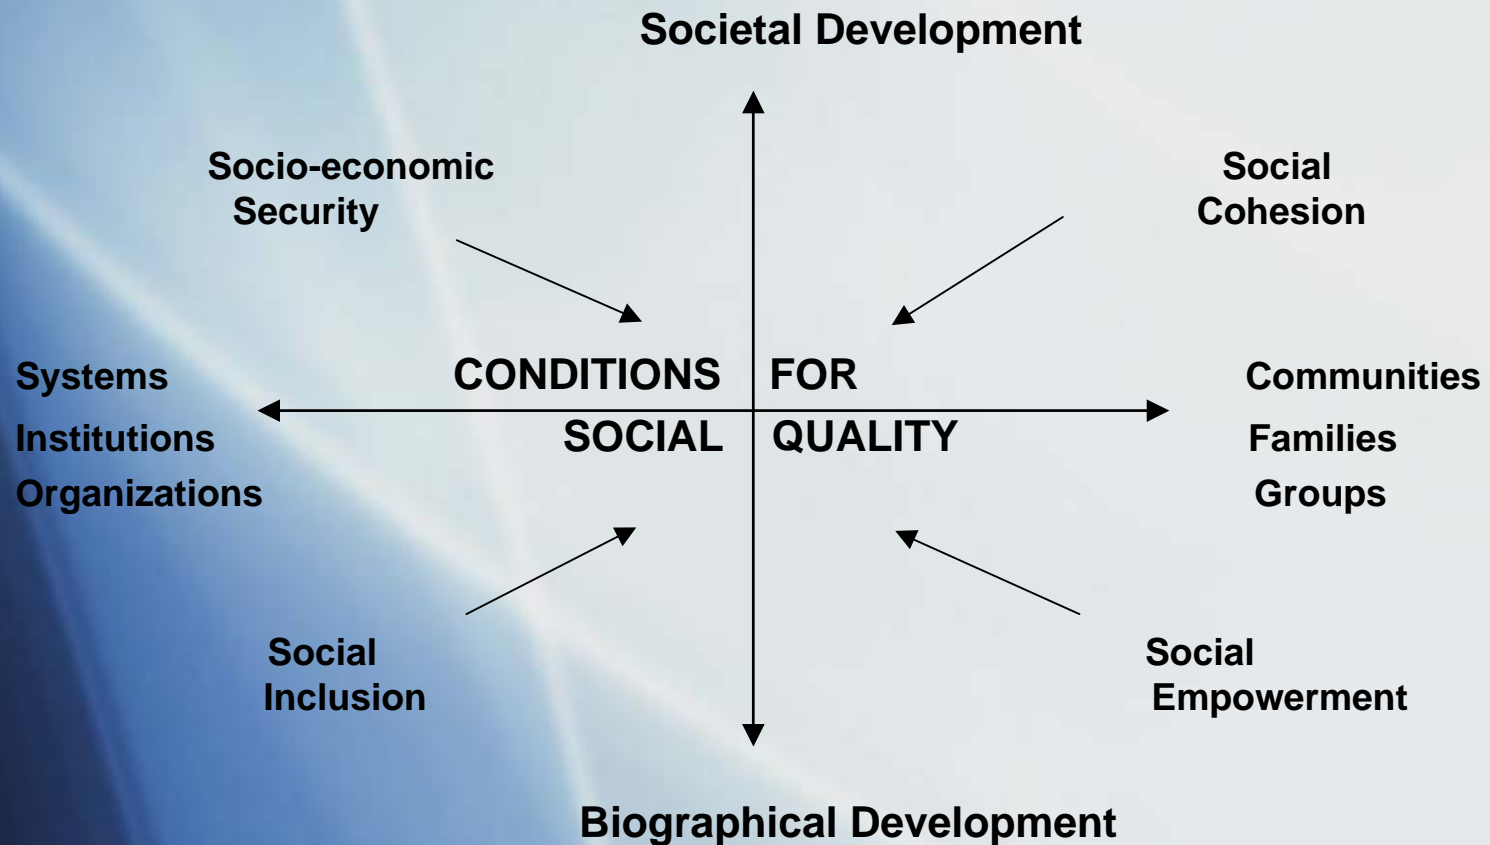 Societal Development
Socio-economic
Security
Social
Cohesion
CONDITIONS FOR
SOCIAL QUALITY
Systems
Institutions
Organizations
Communities
Families
Groups
Social
Inclusion
Social
Empowerment
Biographical Development